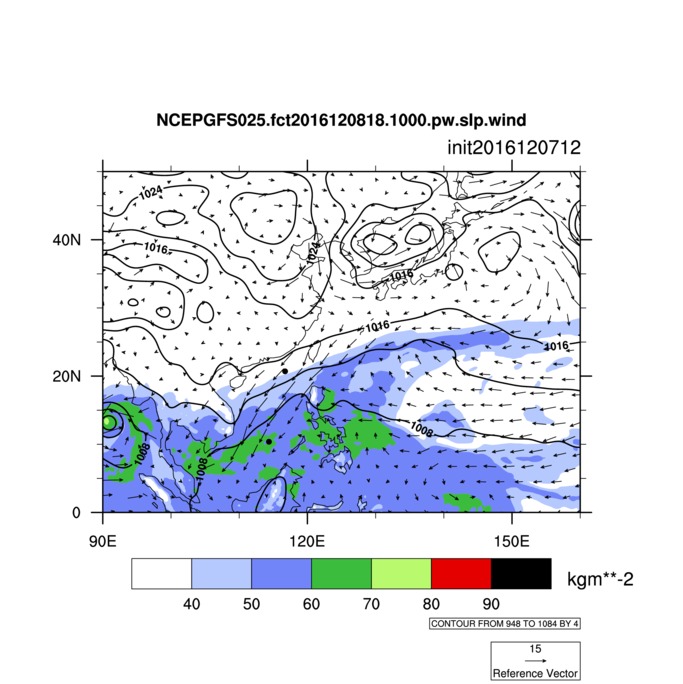 NCEPGFS025.fct2016120818.1000.pw.slp.wind
init2016120712
1024
40N
1016
1024
1016
1016
1016
20N
1008
1008
1008
0
90E 120E 150E
kgm**-2
40 50 60 70 80 90
CONTOUR FROM 948 TO 1084 BY 4
15
Reference Vector